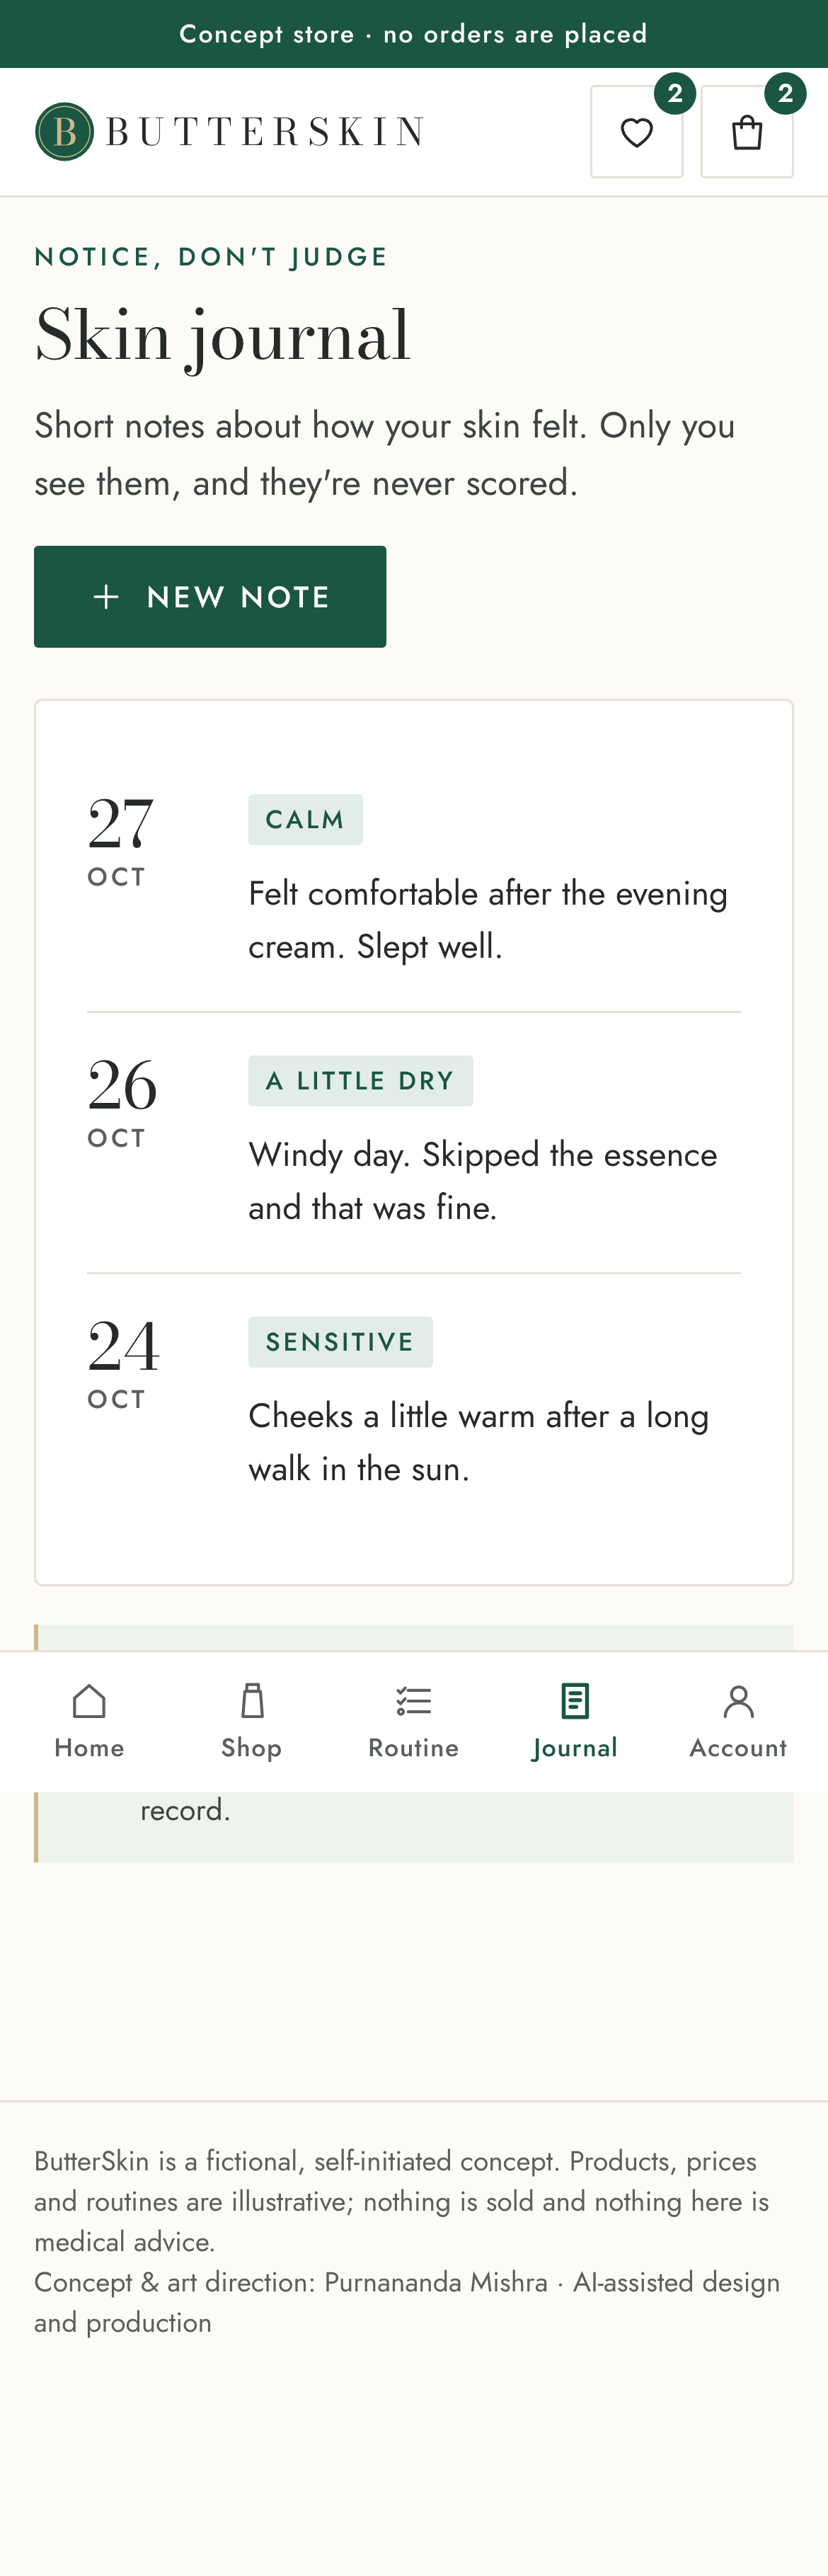 Concept store · no orders are placed
B BUTTERSKIN
2
2
NOTICE, DON'T JUDGE
Skin journal
Short notes about how your skin felt. Only you
see them, and they're never scored.
+ NEW NOTE
27
OCT
CALM
Felt comfortable after the evening
cream. Slept well.
26
OCT
A LITTLE DRY
Windy day. Skipped the essence
and that was fine.
24
OCT
SENSITIVE
Cheeks a little warm after a long
walk in the sun.
Home
Shop
Routine
Journal
Account
record.
ButterSkin is a fictional, self-initiated concept. Products, prices
and routines are illustrative; nothing is sold and nothing here is
medical advice.
Concept & art direction: Purnananda Mishra · AI-assisted design
and production